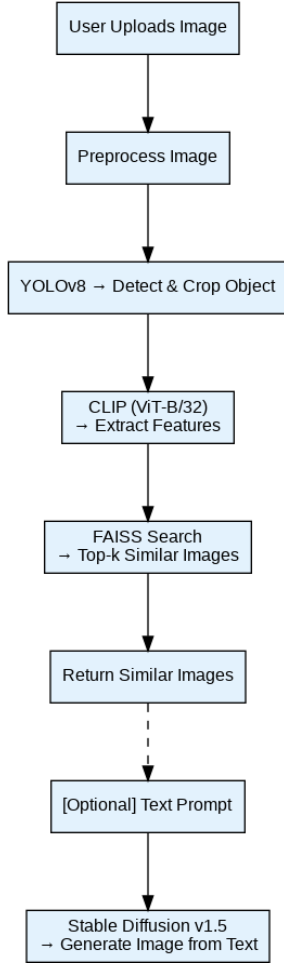 User Uploads Image
Preprocess Image
YOLOv8 → Detect & Crop Object
CLIP (ViT-B/32)
→ Extract Features
FAISS Search
→ Top-k Similar Images
Return Similar Images
[Optional] Text Prompt
Stable Diffusion v1.5
→ Generate Image from Text